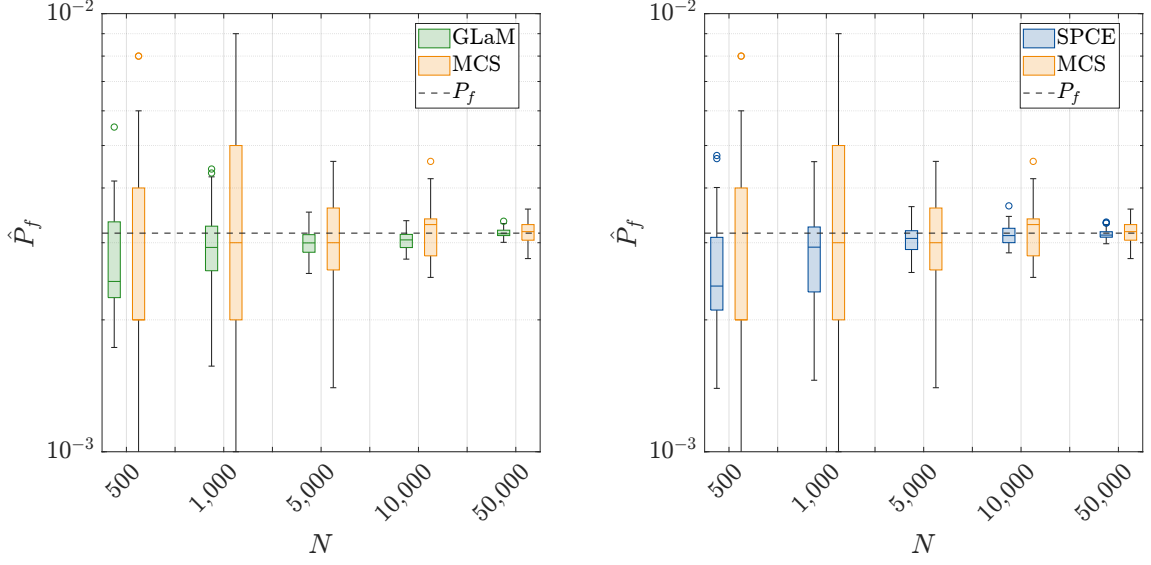 10⁻²
GLaM
MCS
P_f
P̂_f
10⁻³
500
1,000
5,000
10,000
50,000
N
10⁻²
SPCE
MCS
P_f
P̂_f
10⁻³
500
1,000
5,000
10,000
50,000
N